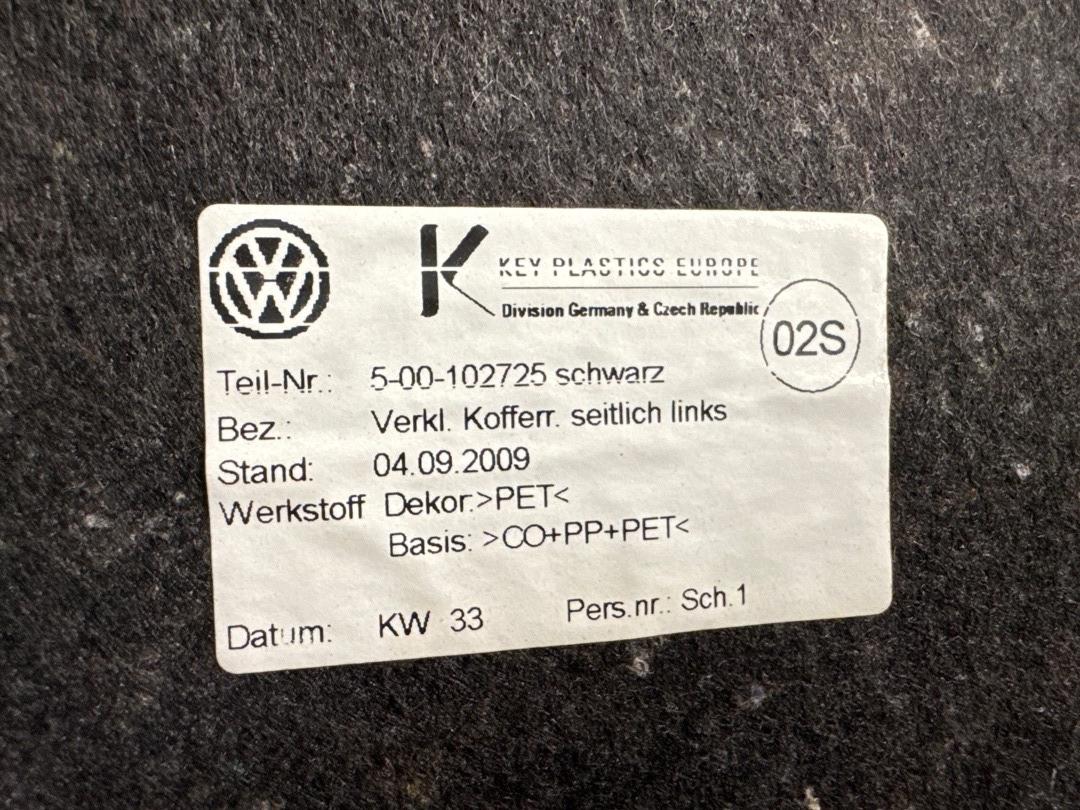 KEY PLASTICS EUROPE
Division Germany & Czech Republic
02S
Teil-Nr.: 5-00-102725 schwarz
Bez.: Verkl. Kofferr. seitlich links
Stand: 04.09.2009
Werkstoff Dekor:>PET<
Basis: >CO+PP+PET<
Datum: KW 33 Pers.nr.: Sch.1